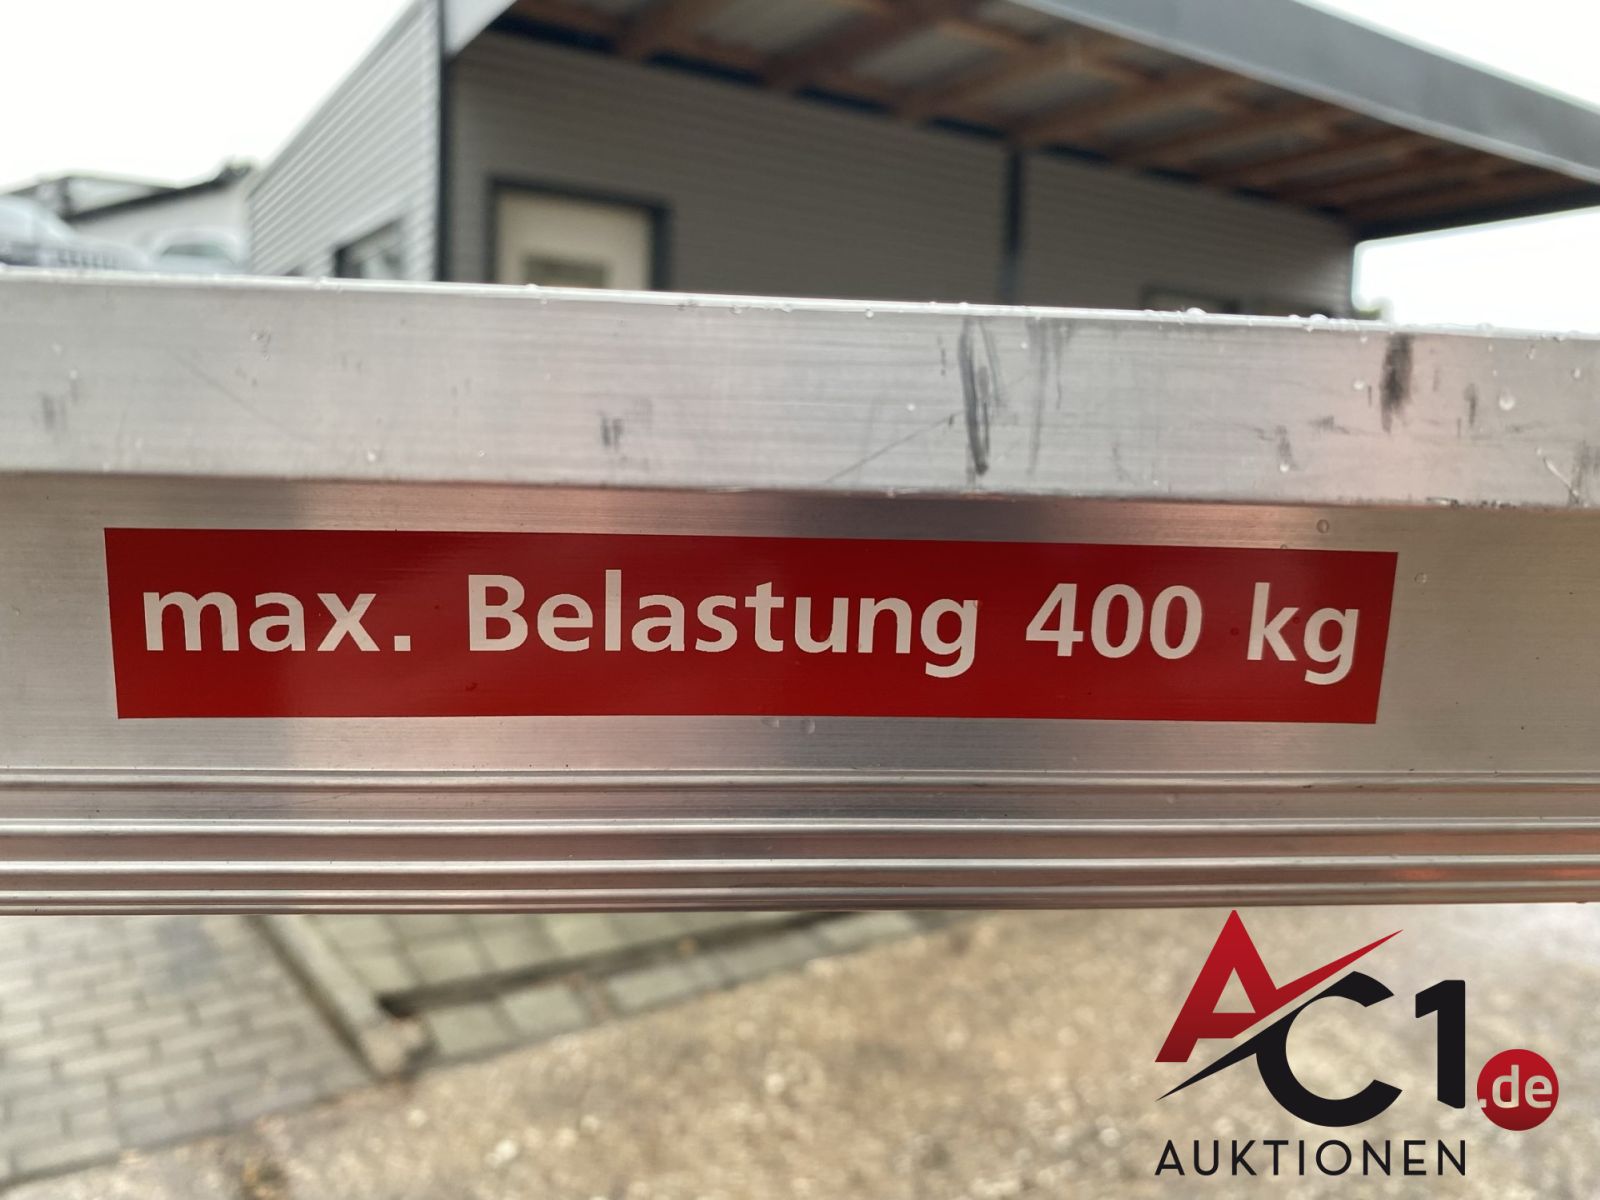 max. Belastung 400 kg
AC1.de
AUKTIONEN